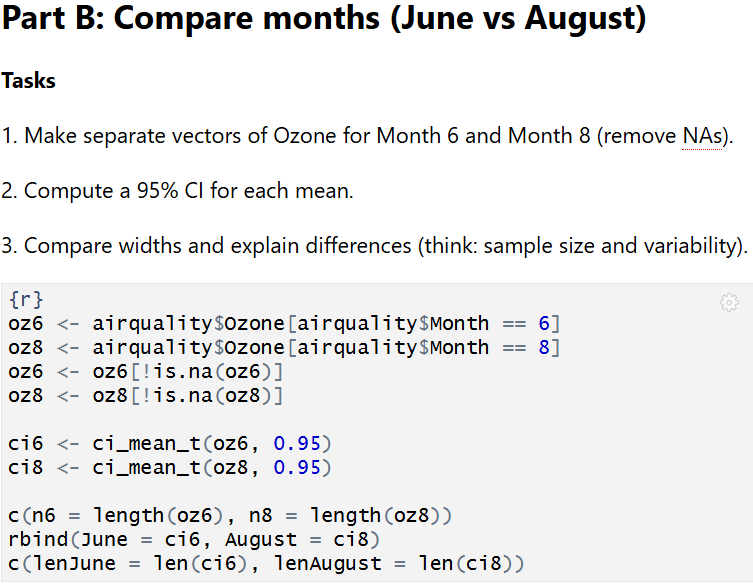 Part B: Compare months (June vs August)
Tasks
1. Make separate vectors of Ozone for Month 6 and Month 8 (remove NAs).
2. Compute a 95% CI for each mean.
3. Compare widths and explain differences (think: sample size and variability).
{r}
oz6 <- airquality$Ozone[airquality$Month == 6]
oz8 <- airquality$Ozone[airquality$Month == 8]
oz6 <- oz6[!is.na(oz6)]
oz8 <- oz8[!is.na(oz8)]
ci6 <- ci_mean_t(oz6, 0.95)
ci8 <- ci_mean_t(oz8, 0.95)
c(n6 = length(oz6), n8 = length(oz8))
rbind(June = ci6, August = ci8)
c(lenJune = len(ci6), lenAugust = len(ci8))